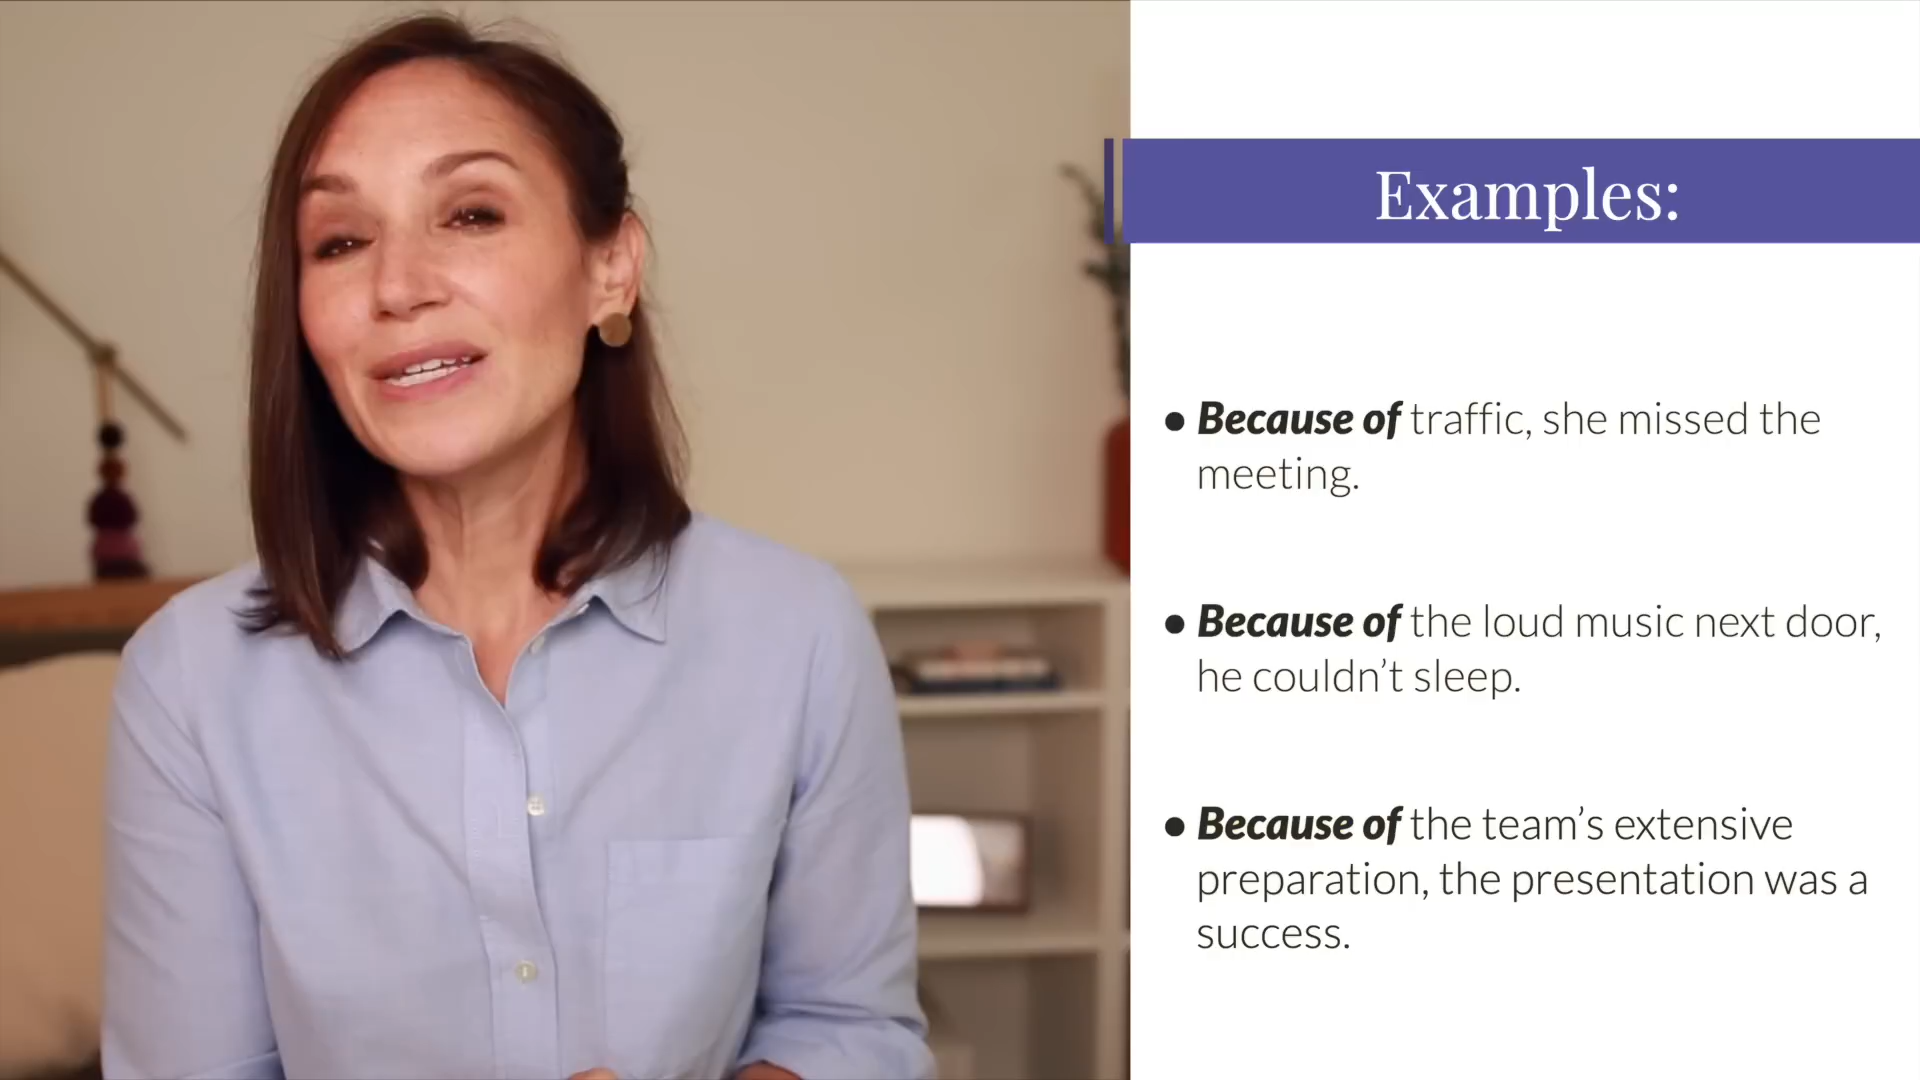 Examples:
● Because of traffic, she missed the
meeting.
● Because of the loud music next door,
he couldn’t sleep.
● Because of the team’s extensive
preparation, the presentation was a
success.